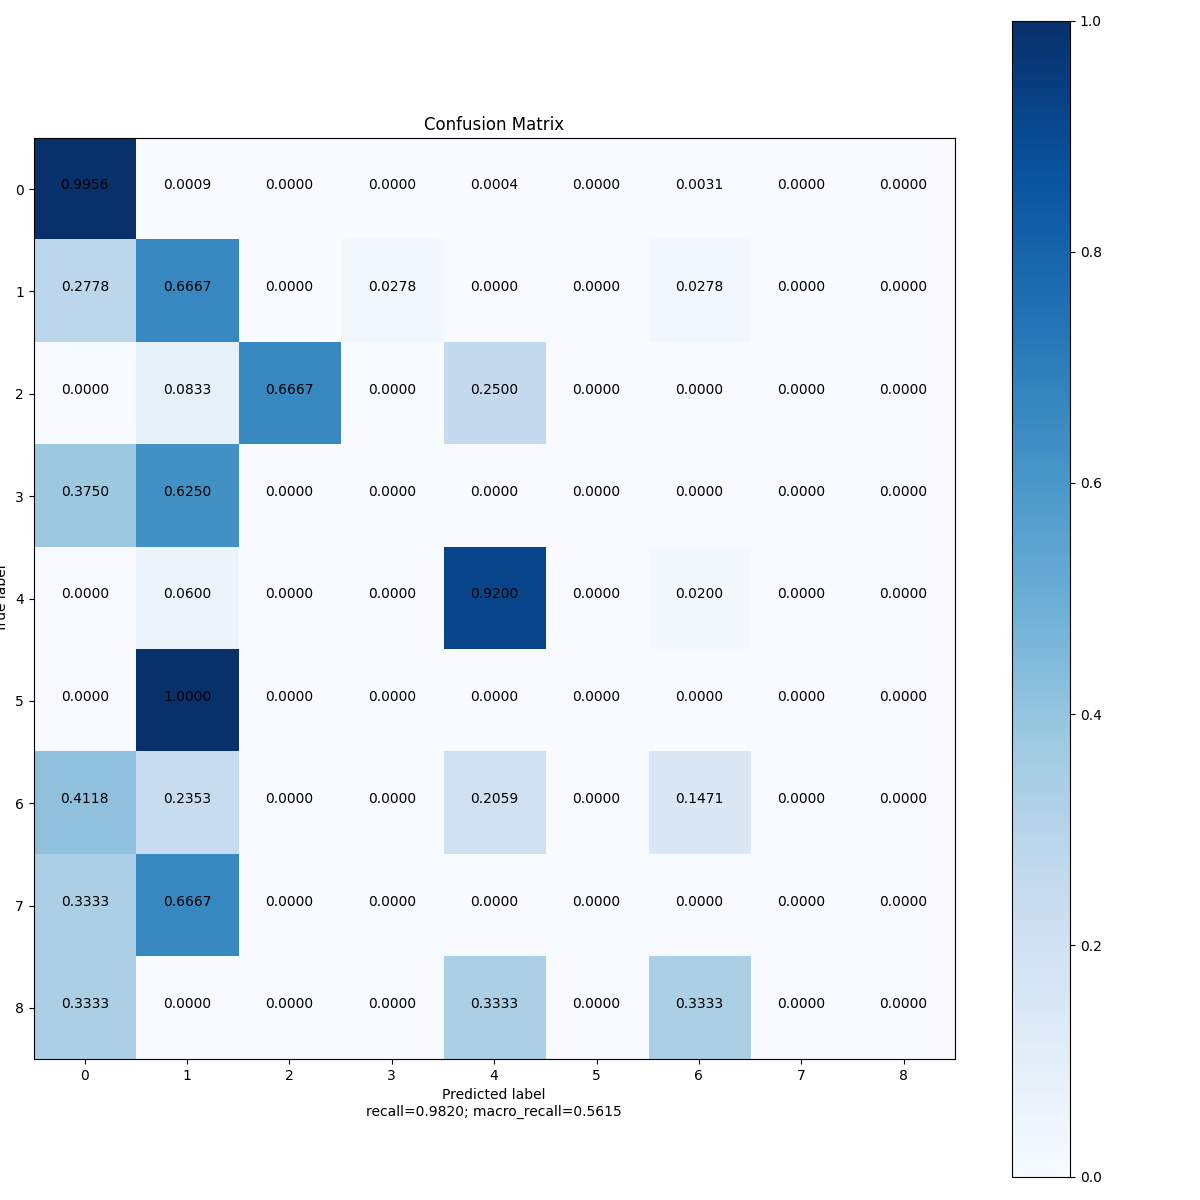 Confusion Matrix
0 0.9956 0.0009 0.0000 0.0000 0.0004 0.0000 0.0031 0.0000 0.0000
1 0.2778 0.6667 0.0000 0.0278 0.0000 0.0000 0.0278 0.0000 0.0000
2 0.0000 0.0833 0.6667 0.0000 0.2500 0.0000 0.0000 0.0000 0.0000
3 0.3750 0.6250 0.0000 0.0000 0.0000 0.0000 0.0000 0.0000 0.0000
4 0.0000 0.0600 0.0000 0.0000 0.9200 0.0000 0.0200 0.0000 0.0000
5 0.0000 1.0000 0.0000 0.0000 0.0000 0.0000 0.0000 0.0000 0.0000
6 0.4118 0.2353 0.0000 0.0000 0.2059 0.0000 0.1471 0.0000 0.0000
7 0.3333 0.6667 0.0000 0.0000 0.0000 0.0000 0.0000 0.0000 0.0000
8 0.3333 0.0000 0.0000 0.0000 0.3333 0.0000 0.3333 0.0000 0.0000
0 1 2 3 4 5 6 7 8
Predicted label
recall=0.9820; macro_recall=0.5615
label
1.0
0.8
0.6
0.4
0.2
0.0